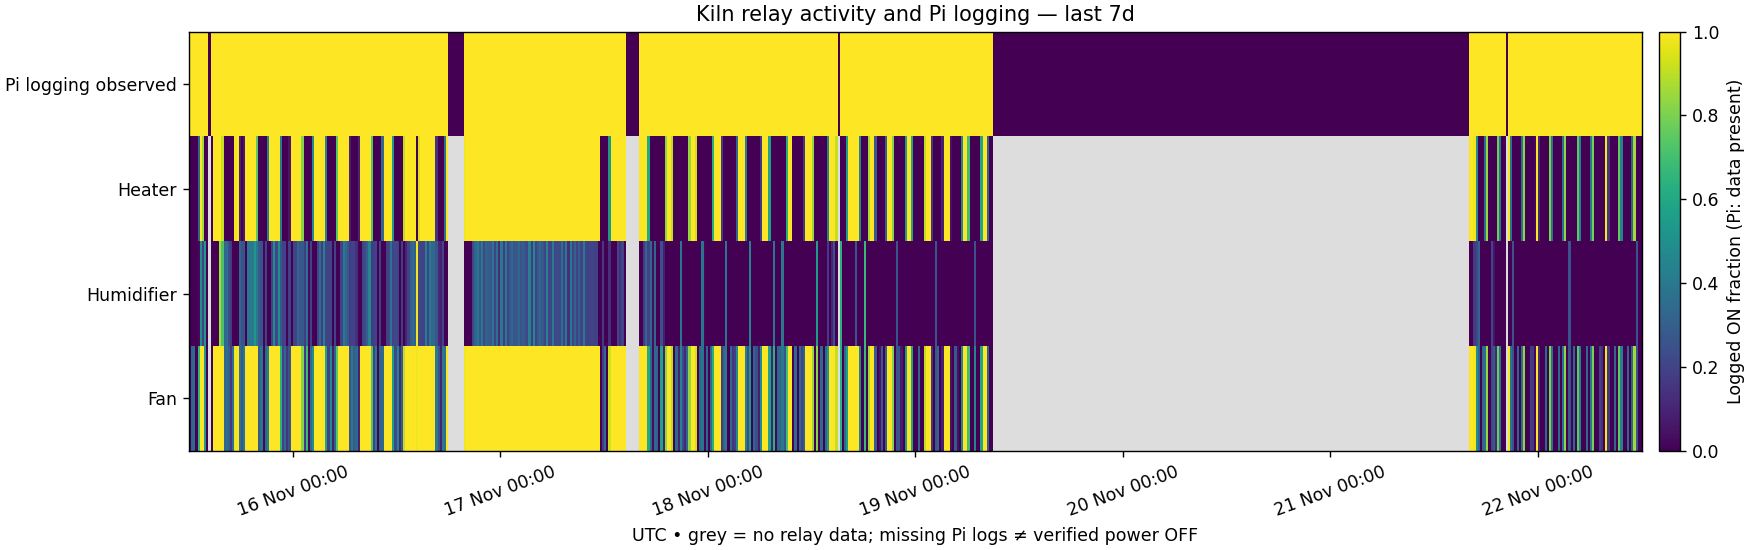 Kiln relay activity and Pi logging — last 7d
Pi logging observed
Heater
Humidifier
Fan
16 Nov 00:00
17 Nov 00:00
18 Nov 00:00
19 Nov 00:00
20 Nov 00:00
21 Nov 00:00
22 Nov 00:00
UTC • grey = no relay data; missing Pi logs ≠ verified power OFF
1.0
0.8
0.6
0.4
0.2
0.0
Logged ON fraction (Pi: data present)